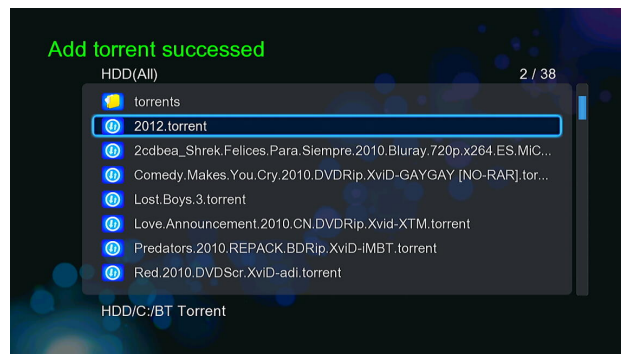 Add torrent successed
HDD(All) 2 / 38
torrents
2012.torrent
2cdbea_Shrek.Felices.Para.Siempre.2010.Bluray.720p.x264.ES.MiC...
Comedy.Makes.You.Cry.2010.DVDRip.XviD-GAYGAY [NO-RAR].tor...
Lost.Boys.3.torrent
Love.Announcement.2010.CN.DVDRip.Xvid-XTM.torrent
Predators.2010.REPACK.BDRip.XviD-iMBT.torrent
Red.2010.DVDScr.XviD-adi.torrent
HDD/C:/BT Torrent